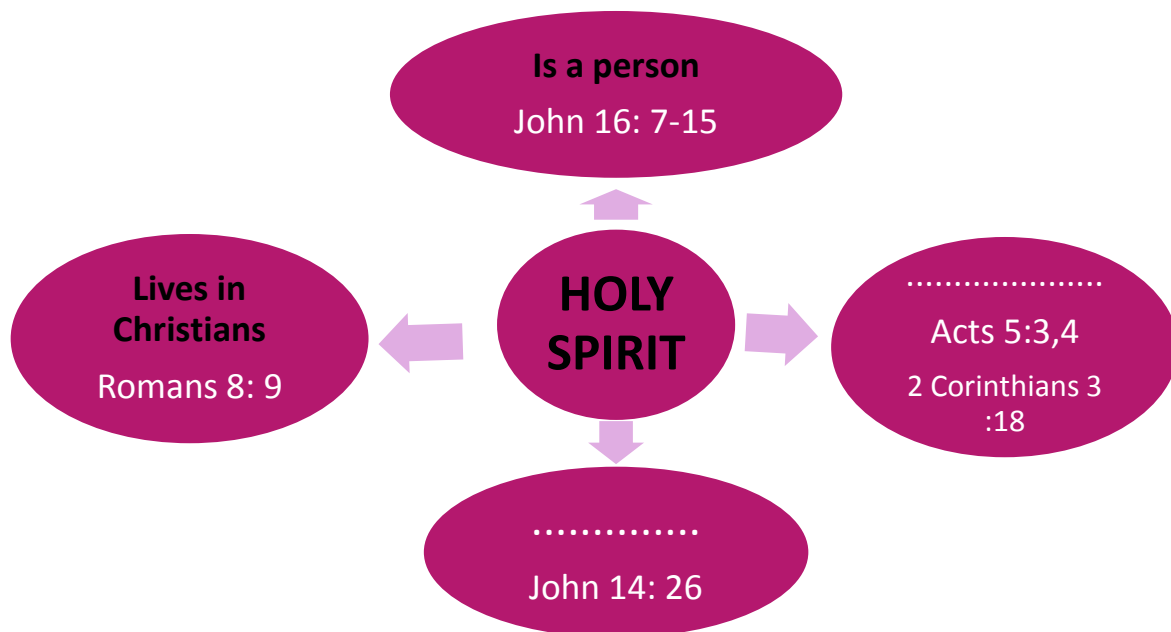 Is a person
John 16: 7-15
Lives in
Christians
Romans 8: 9
HOLY
SPIRIT
.....................
Acts 5:3,4
2 Corinthians 3
:18
..............
John 14: 26